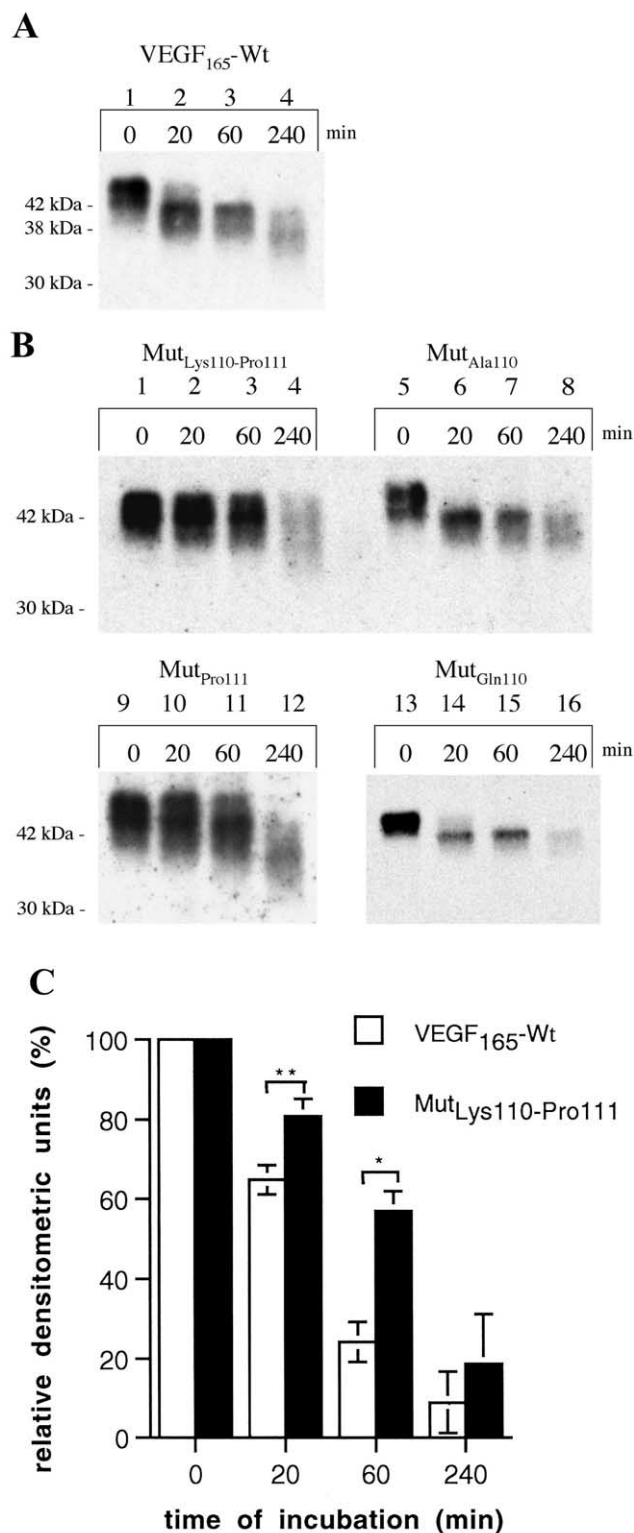 A
VEGF165-Wt
1 2 3 4
0 20 60 240 min
42 kDa -
38 kDa -
30 kDa -
B
MutLys110-Pro111 MutAla110
1 2 3 4 5 6 7 8
0 20 60 240 0 20 60 240 min
42 kDa -
30 kDa -
MutPro111 MutGln110
9 10 11 12 13 14 15 16
0 20 60 240 0 20 60 240 min
42 kDa -
30 kDa -
C
relative densitometric units (%)
100
80
60
40
20
0
**
*
VEGF165-Wt
MutLys110-Pro111
0 20 60 240
time of incubation (min)